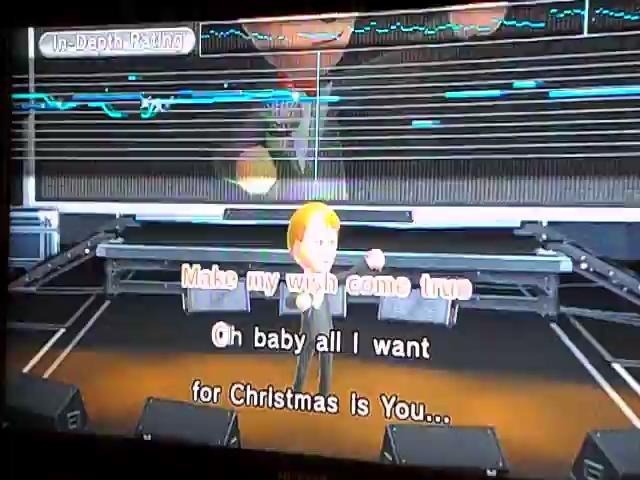 In-Depth Rating
Make my wish come true
Oh baby all I want
for Christmas is You...